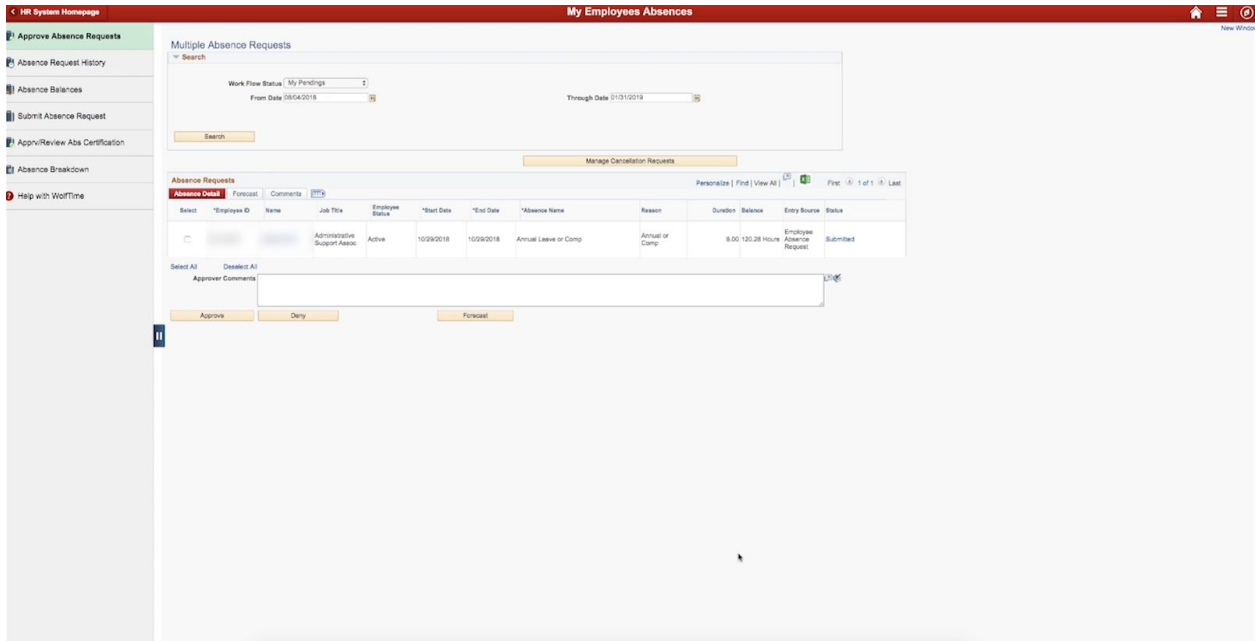 HR System Homepage
My Employees Absences
New Window
Approve Absence Requests
Absence Request History
Absence Balances
Submit Absence Request
Apprv/Review Abs Certification
Absence Breakdown
Help with WolfTime
Multiple Absence Requests
Search
Work Flow Status My Pendings
From Date 08/04/2018 Through Date 01/31/2019
Search
Manage Cancellation Requests
Absence Requests Personalize | Find | View All | First 1 of 1 Last
Absence Detail Forecast Comments
Select *Employee ID Name Job Title Employee Status *Start Date *End Date *Absence Name Reason Duration Balance Entry Source Status
Administrative Support Assoc Active 10/29/2018 10/29/2018 Annual Leave or Comp Annual or Comp 8.00 120.28 Hours Employee Absence Request Submitted
Select All Deselect All
Approver Comments
Approve Deny Forecast